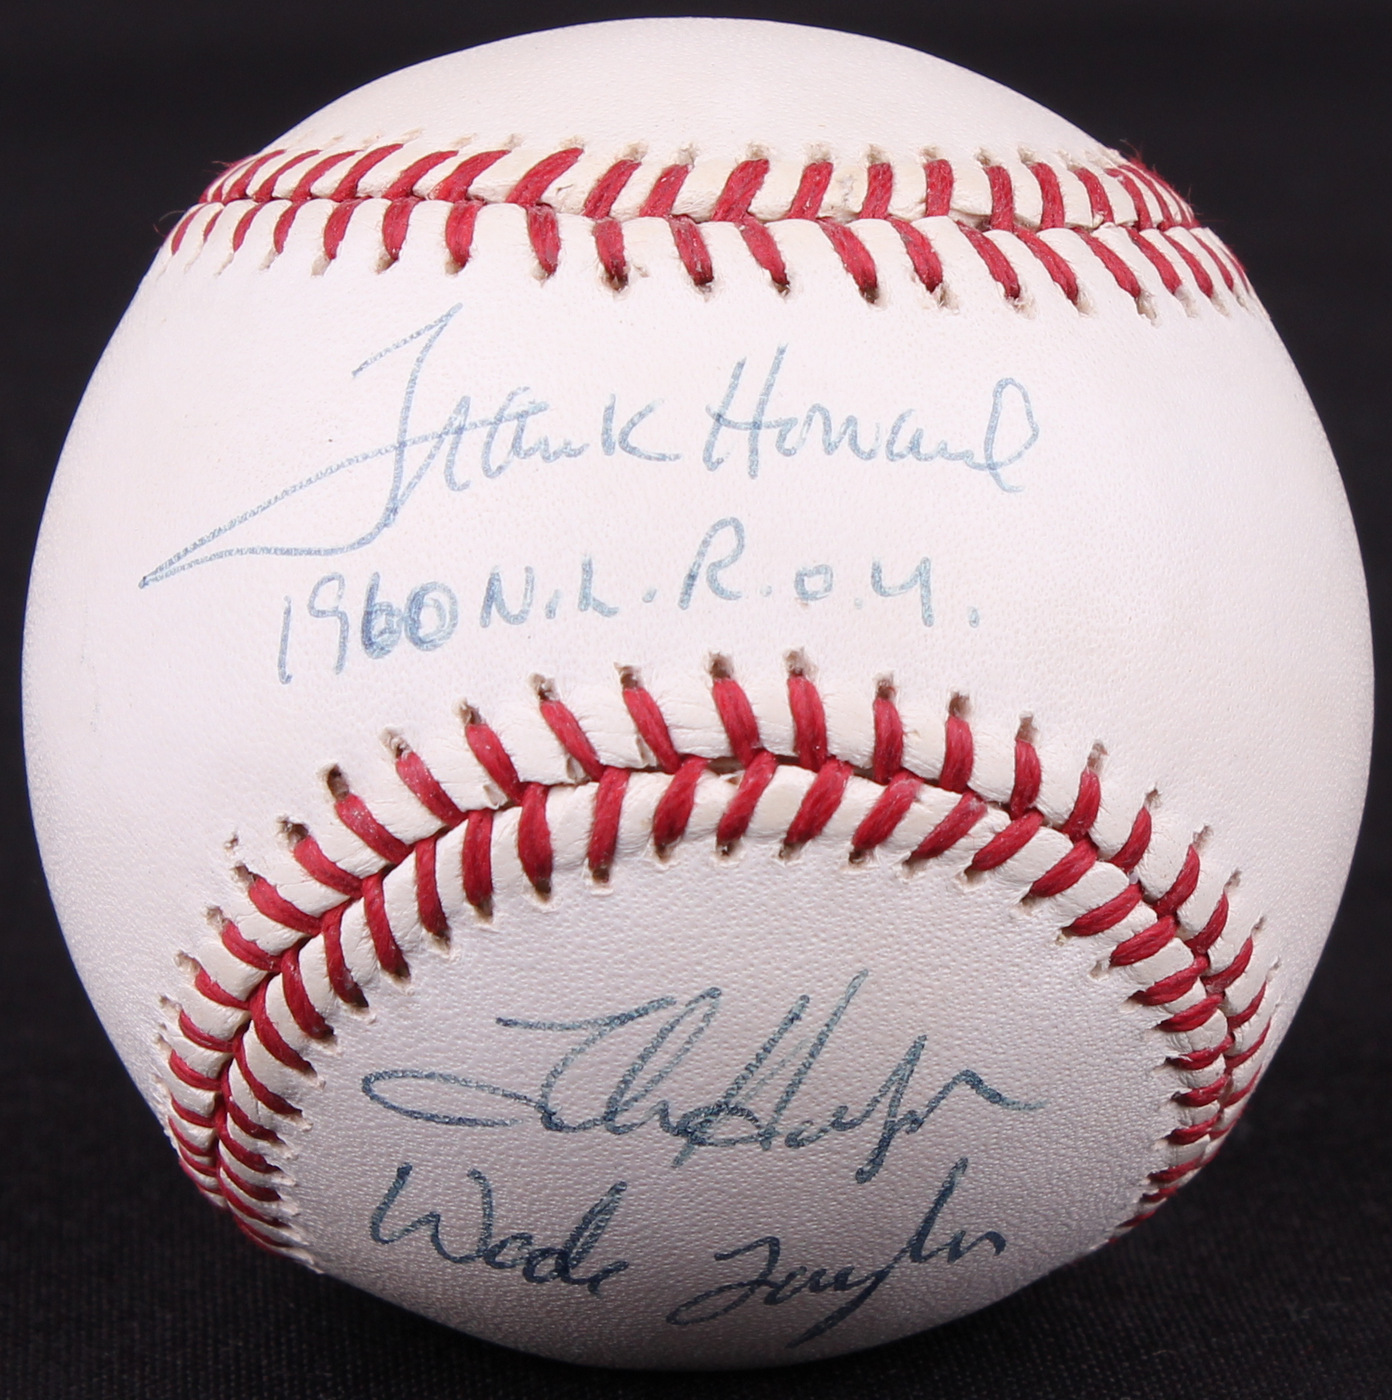 Frank Howard
1960 N.L. R.O.Y.
Wade Taylor